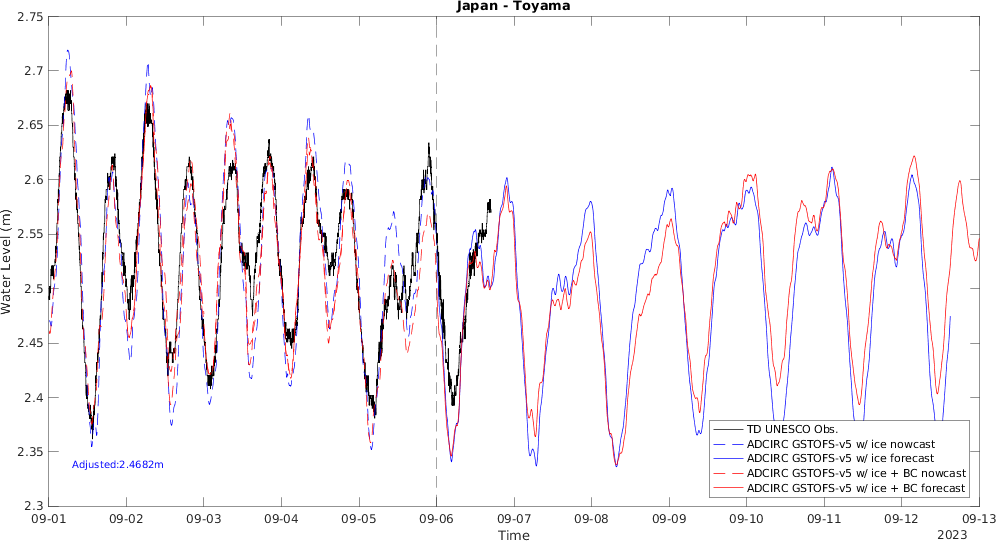 Japan - Toyama
2.75
2.7
2.65
2.6
2.55
2.5
2.45
2.4
2.35
2.3
Water Level (m)
Adjusted:2.4682m
TD UNESCO Obs.
ADCIRC GSTOFS-v5 w/ ice nowcast
ADCIRC GSTOFS-v5 w/ ice forecast
ADCIRC GSTOFS-v5 w/ ice + BC nowcast
ADCIRC GSTOFS-v5 w/ ice + BC forecast
09-01 09-02 09-03 09-04 09-05 09-06 09-07 09-08 09-09 09-10 09-11 09-12 09-13
Time
2023